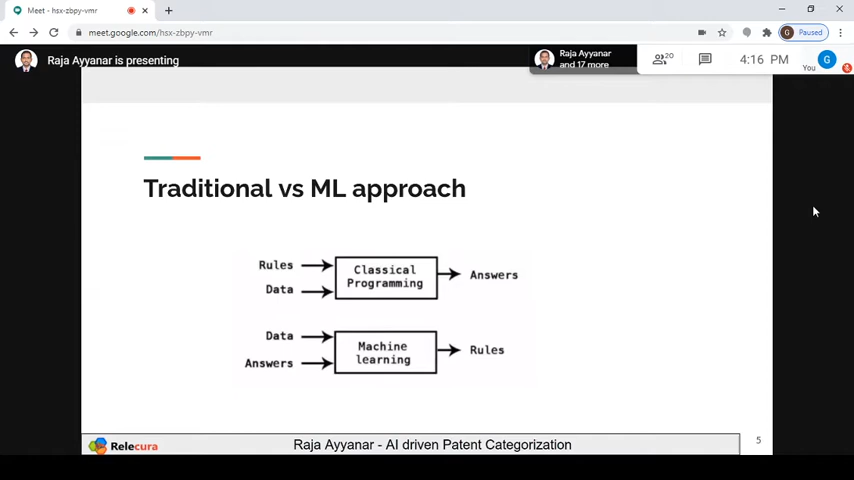 Meet - hsx-zbpy-vmr
meet.google.com/hsx-zbpy-vmr
G Paused
Raja Ayyanar is presenting
Raja Ayyanar
and 17 more
20
4:16 PM
You
G
Traditional vs ML approach
Rules
Data
Classical
Programming
Answers
Data
Answers
Machine
learning
Rules
Relecura
Raja Ayyanar - AI driven Patent Categorization
5